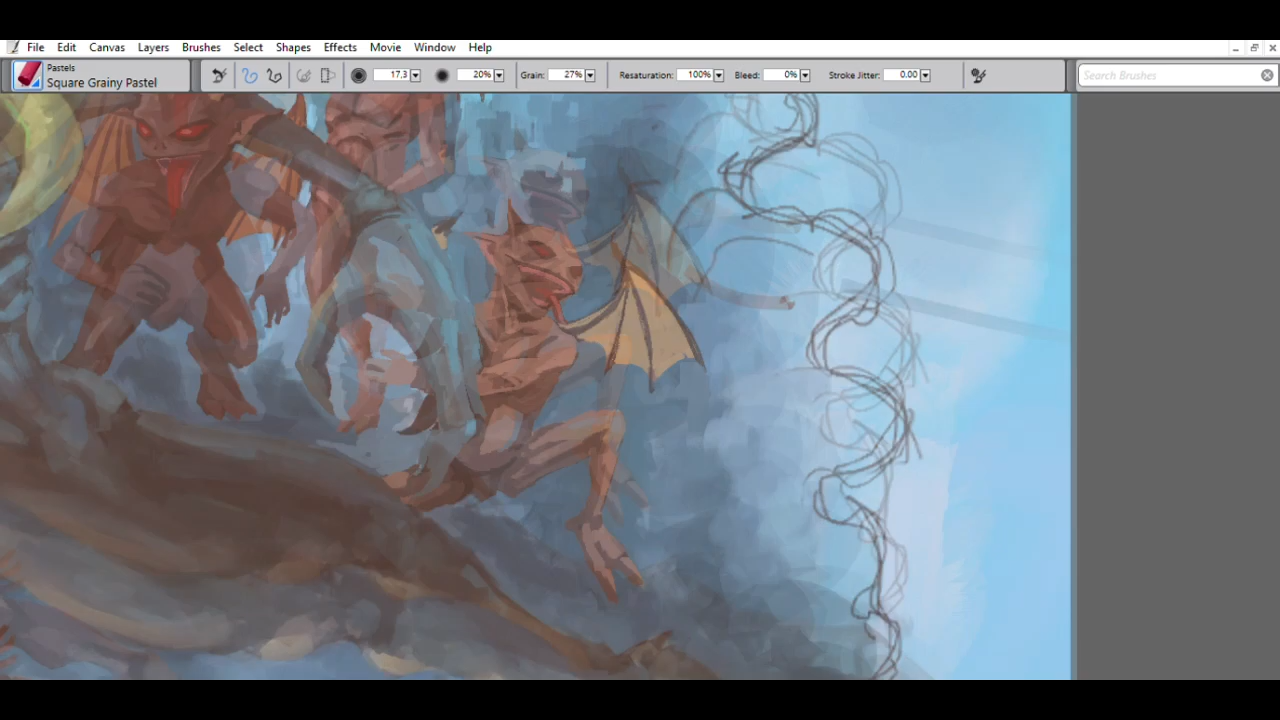 File Edit Canvas Layers Brushes Select Shapes Effects Movie Window Help
Pastels
Square Grainy Pastel
17,3 20% Grain: 27% Resaturation: 100% Bleed: 0% Stroke Jitter: 0.00 Search Brushes